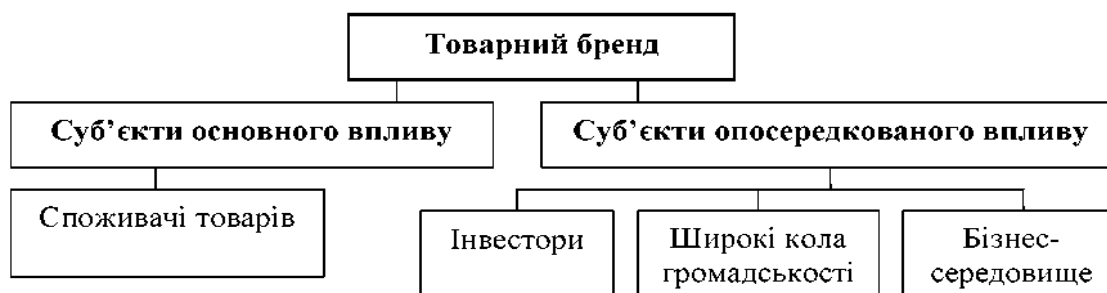 Товарний бренд
Суб’єкти основного впливу
Суб’єкти опосередкованого впливу
Споживачі товарів
Інвестори
Широкі кола
громадськості
Бізнес-
середовище